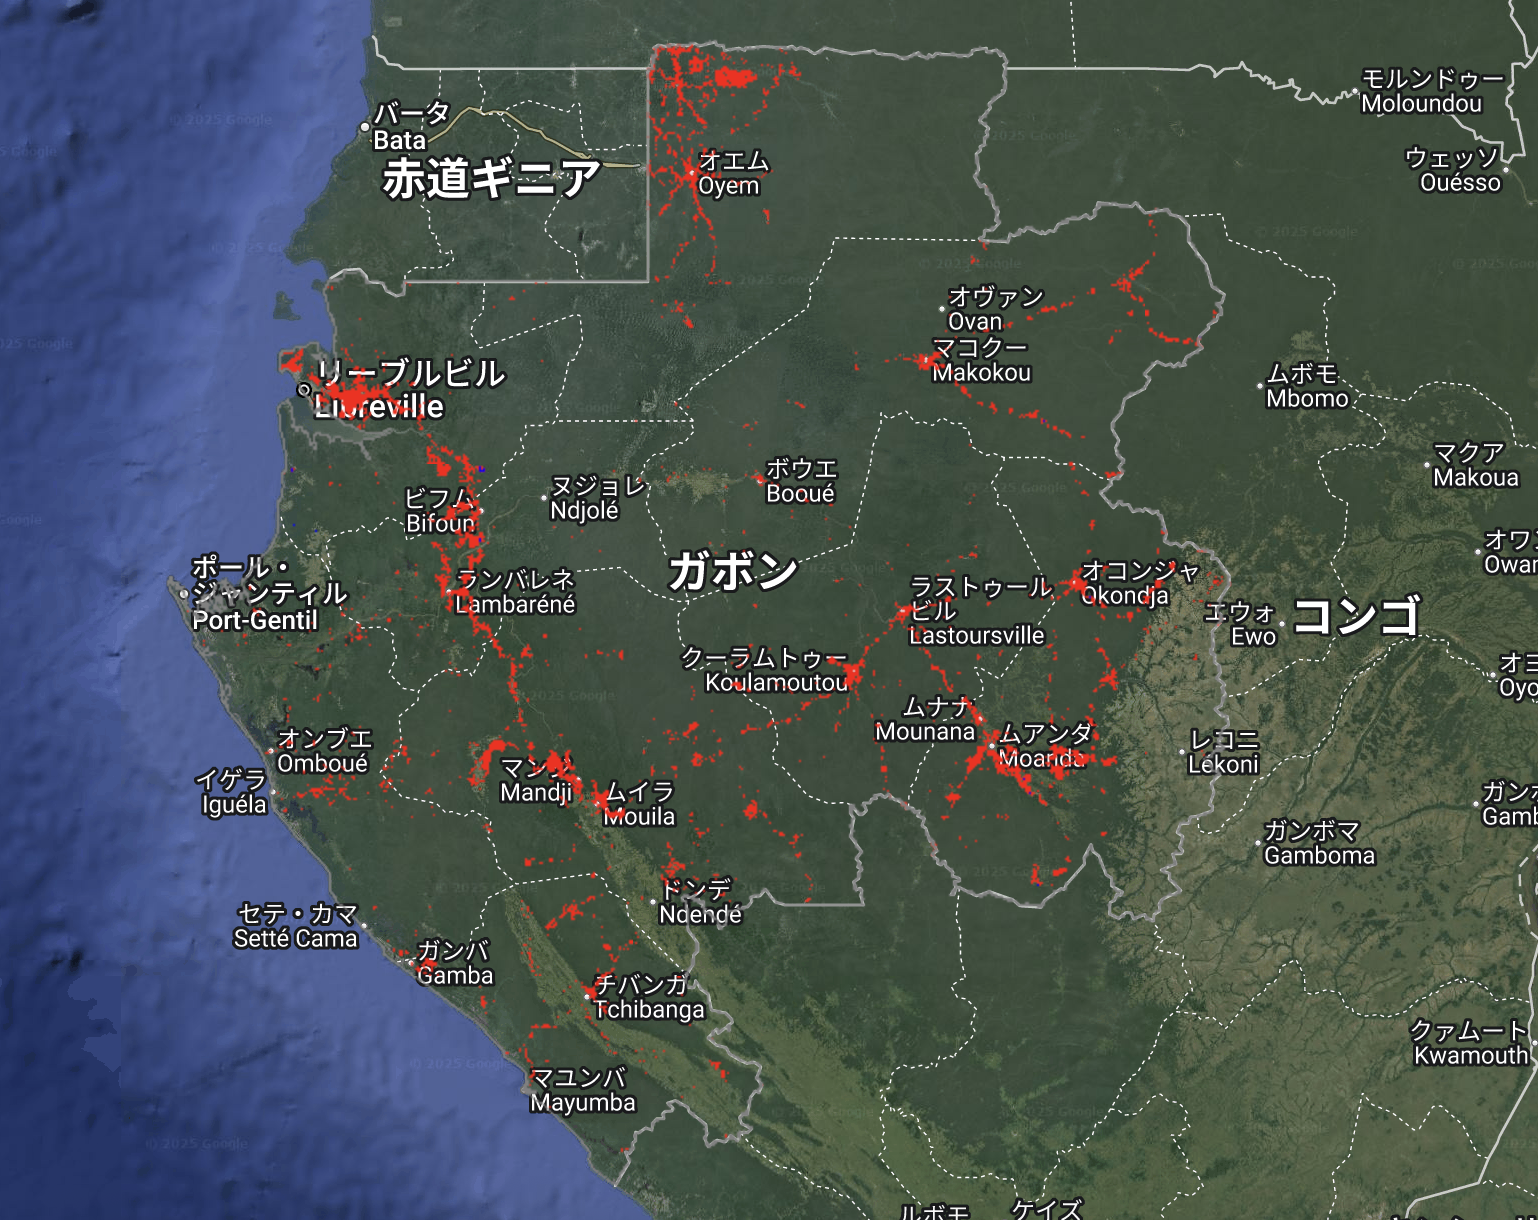 モルンドゥー
Moloundou
バータ
Bata
ウェッソ
Ouésso
赤道ギニア
オエム
Oyem
オヴァン
Ovan
マコクー
Makokou
リーブルビル
Libreville
ムボモ
Mbomo
マクア
Makoua
ボウエ
Booué
ヌジョレ
Ndjolé
ビフム
Bifoun
ポール・
ジャンティル
Port-Gentil
ランバレネ
Lambaréné
ガボン
ラストゥール
ビル
Lastoursville
オコンジャ
Okondja
エウォ
Ewo
コンゴ
オワン
Owan
クーラムトゥー
Koulamoutou
オヨ
Oyo
ムナナ
Mounana
ムアンダ
Moanda
レコニ
Lékoni
オンブエ
Omboué
イゲラ
Iguéla
マンジ
Mandji
ムイラ
Mouila
ガンボ
Gamb
ガンボマ
Gamboma
ドンデ
Ndendé
セテ・カマ
Setté Cama
ガンバ
Gamba
チバンガ
Tchibanga
クァムート
Kwamouth
マユンバ
Mayumba
ルボモ
ケイズ
© 2025 Google